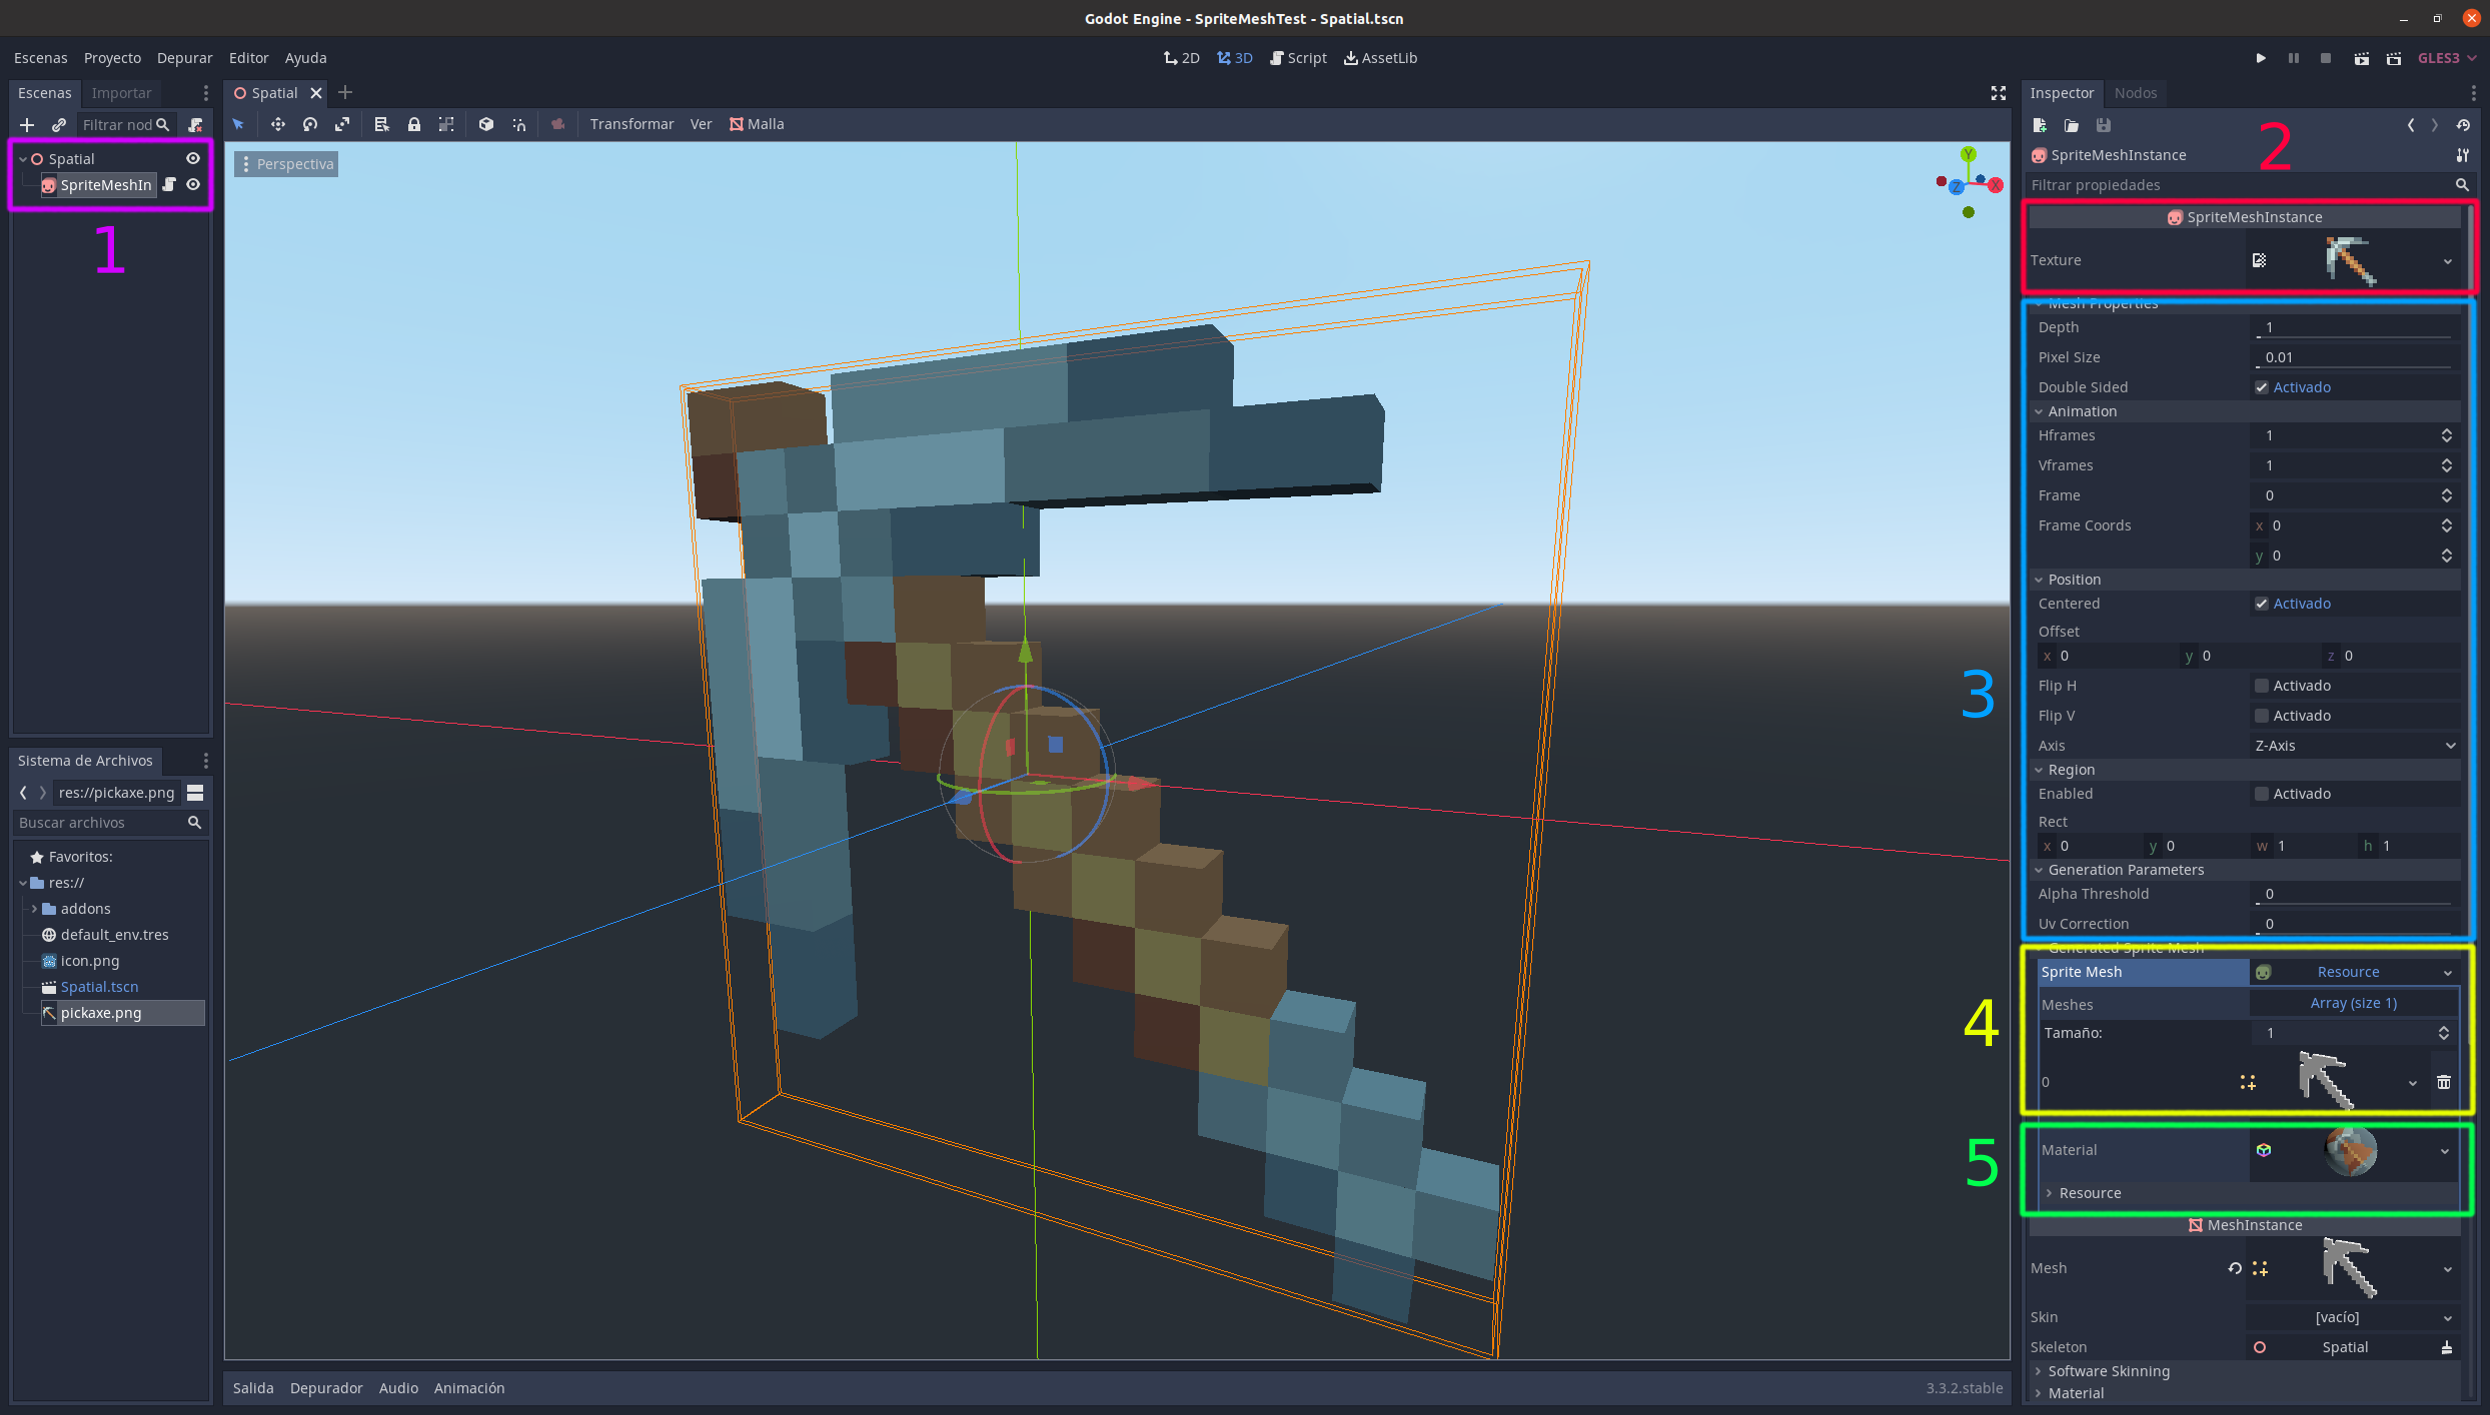 Godot Engine - SpriteMeshTest - Spatial.tscn
Escenas Proyecto Depurar Editor Ayuda
2D 3D Script AssetLib
GLES3
Escenas Importar
Filtrar nod
Spatial
SpriteMeshIn
1
Sistema de Archivos
res://pickaxe.png
Buscar archivos
Favoritos:
res://
addons
default_env.tres
icon.png
Spatial.tscn
pickaxe.png
Spatial
Transformar Ver Malla
Perspectiva
Y
Z X
Salida Depurador Audio Animación
3.3.2.stable
Inspector Nodos
2
SpriteMeshInstance
Filtrar propiedades
SpriteMeshInstance
Texture
Mesh Properties
Depth 1
Pixel Size 0.01
Double Sided Activado
Animation
Hframes 1
Vframes 1
Frame 0
Frame Coords x 0
y 0
Position
Centered Activado
Offset
x 0 y 0 z 0
3
Flip H Activado
Flip V Activado
Axis Z-Axis
Region
Enabled Activado
Rect
x 0 y 0 w 1 h 1
Generation Parameters
Alpha Threshold 0
Uv Correction 0
Generated Sprite Mesh
Sprite Mesh Resource
Meshes Array (size 1)
4
Tamaño: 1
0
5
Material
Resource
MeshInstance
Mesh
Skin [vacío]
Skeleton Spatial
Software Skinning
Material